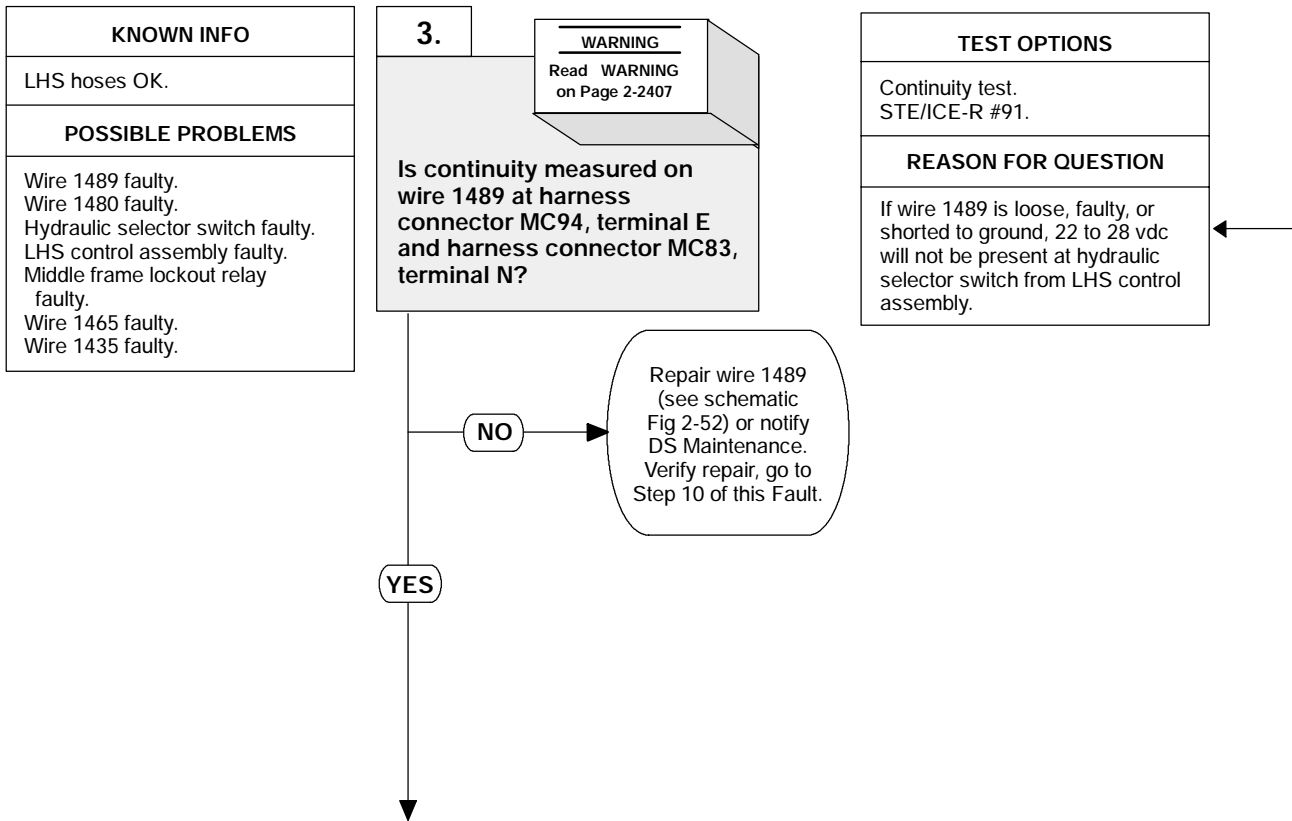 KNOWN INFO
LHS hoses OK.
POSSIBLE PROBLEMS
Wire 1489 faulty.
Wire 1480 faulty.
Hydraulic selector switch faulty.
LHS control assembly faulty.
Middle frame lockout relay
faulty.
Wire 1465 faulty.
Wire 1435 faulty.
3.
WARNING
Read WARNING
on Page 2-2407
Is continuity measured on
wire 1489 at harness
connector MC94, terminal E
and harness connector MC83,
terminal N?
TEST OPTIONS
Continuity test.
STE/ICE-R #91.
REASON FOR QUESTION
If wire 1489 is loose, faulty, or
shorted to ground, 22 to 28 vdc
will not be present at hydraulic
selector switch from LHS control
assembly.
NO
Repair wire 1489
(see schematic
Fig 2-52) or notify
DS Maintenance.
Verify repair, go to
Step 10 of this Fault.
YES